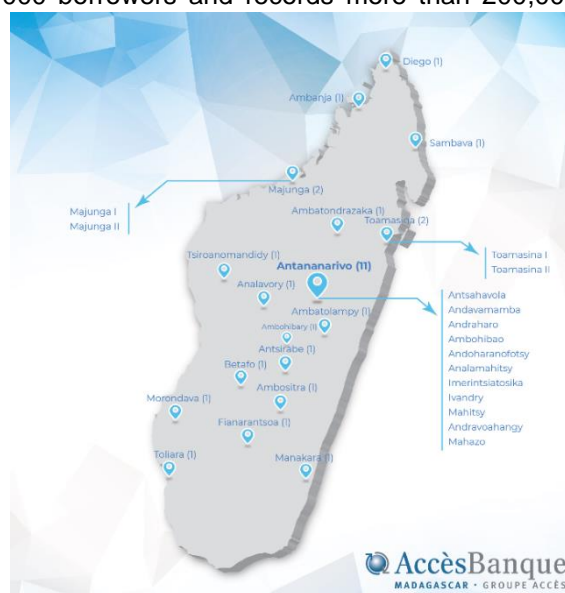 000 borrowers and records more than 200,00
Diego (1)
Ambanja (1)
Sambava (1)
Majunga (2)
Majunga I
Majunga II
Ambatondrazaka (1)
Toamasina (2)
Toamasina I
Toamasina II
Tsiroanomandidy (1)
Antananarivo (11)
Analavory (1)
Antsahavola
Andavamamba
Andraharo
Ambohibao
Andoharanofotsy
Analamahitsy
Imerintsiatosika
Ivandry
Mahitsy
Andravoahangy
Mahazo
Ambatolampy (1)
Ambohibary (1)
Antsirabe (1)
Betafo (1)
Ambositra (1)
Morondava (1)
Fianarantsoa (1)
Toliara (1)
Manakara (1)
AccèsBanque
MADAGASCAR • GROUPE ACCÈS